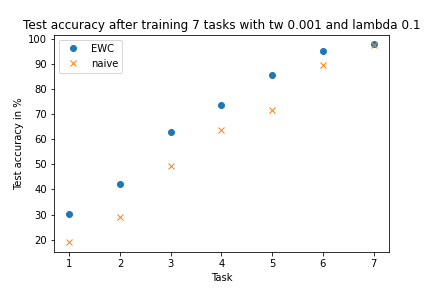 Test accuracy after training 7 tasks with tw 0.001 and lambda 0.1
EWC
naive
100
90
80
70
60
50
40
30
20
Test accuracy in %
1 2 3 4 5 6 7
Task